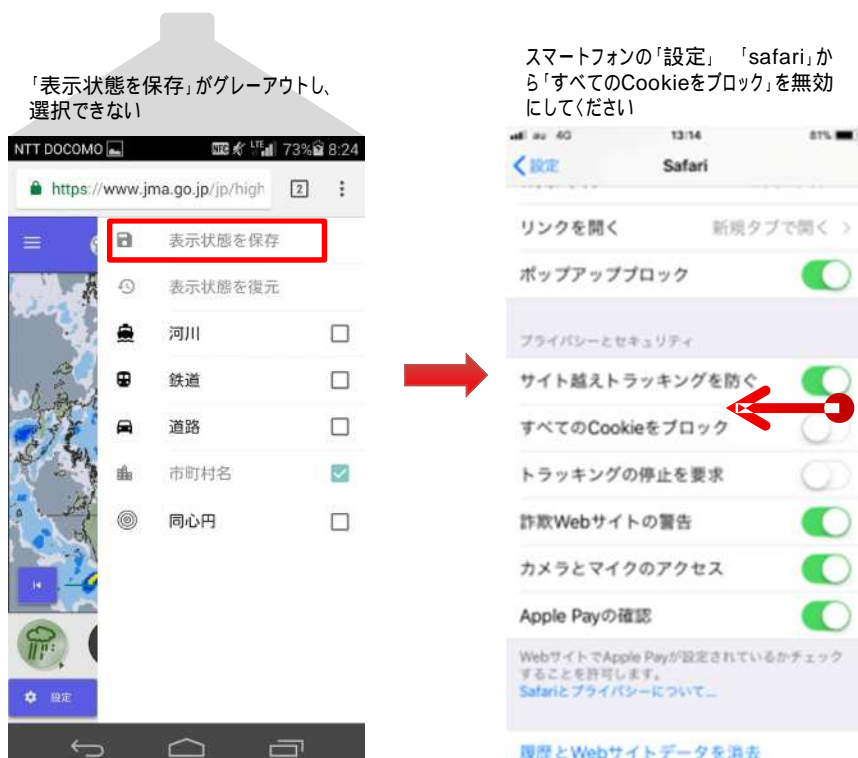 「表示状態を保存」がグレーアウトし、
選択できない
NTT DOCOMO NFC LTE 73% 8:24
https://www.jma.go.jp/jp/high 2
表示状態を保存
表示状態を復元
河川
鉄道
道路
市町村名
同心円
設定
スマートフォンの「設定」 「safari」か
ら「すべてのCookieをブロック」を無効
にしてください
au 4G 13:14 81%
設定 Safari
リンクを開く 新規タブで開く
ポップアップブロック
プライバシーとセキュリティ
サイト越えトラッキングを防ぐ
すべてのCookieをブロック
トラッキングの停止を要求
詐欺Webサイトの警告
カメラとマイクのアクセス
Apple Payの確認
WebサイトでApple Payが設定されているかチェック
することを許可します。
Safariとプライバシーについて...
履歴とWebサイトデータを消去